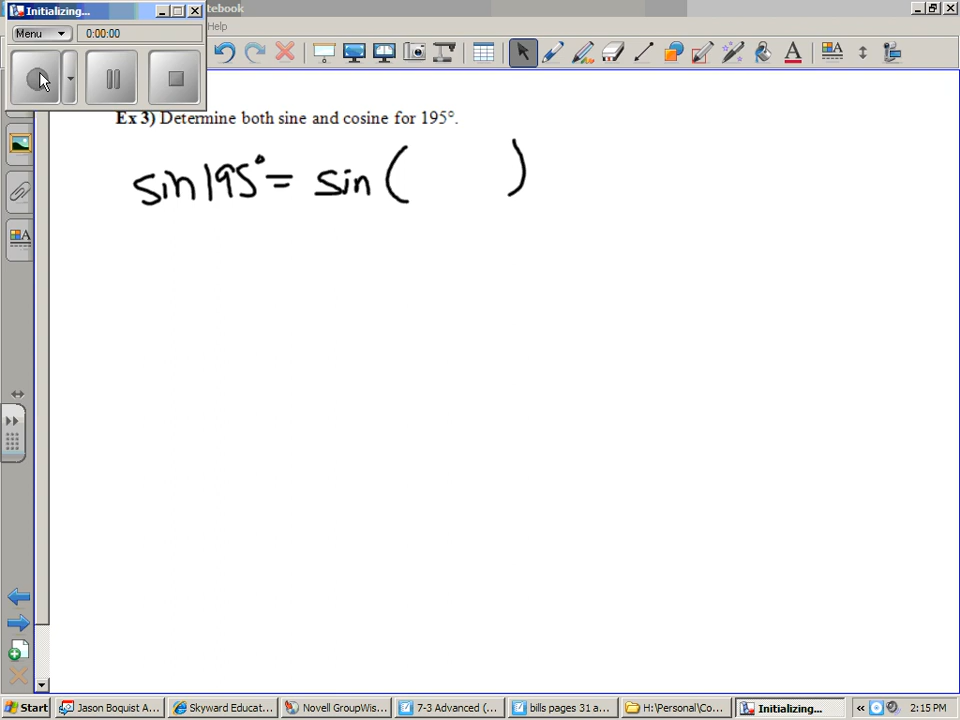 Initializing...
tebook
Menu 0:00:00
Help
Ex 3) Determine both sine and cosine for 195°.
sin 195° = sin ( )
Start Jason Boquist A... Skyward Educat... Novell GroupWis... 7-3 Advanced (... bills pages 31 a... H:\Personal\Co... Initializing... « 2:15 PM